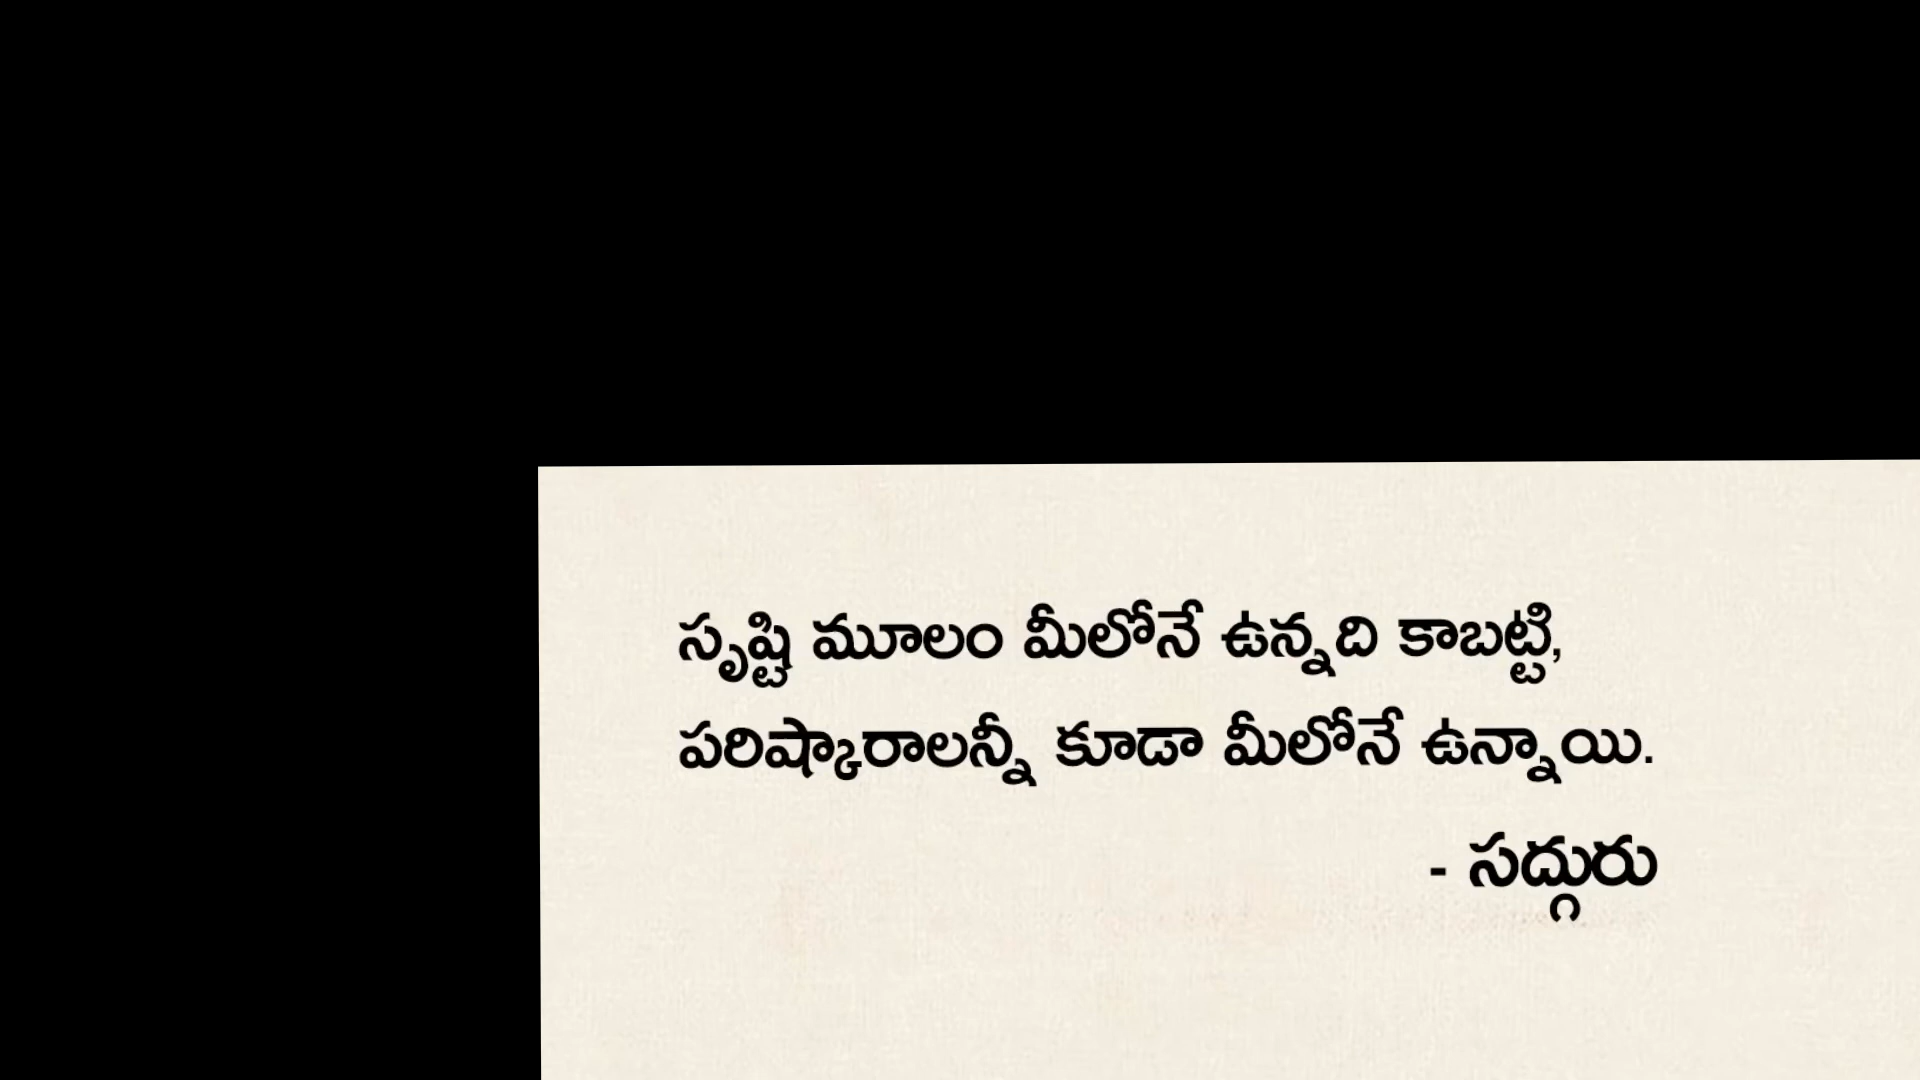 సృష్టి మూలం మీలోనే ఉన్నది కాబట్టి,
పరిష్కారాలన్నీ కూడా మీలోనే ఉన్నాయి.
- సద్గురు